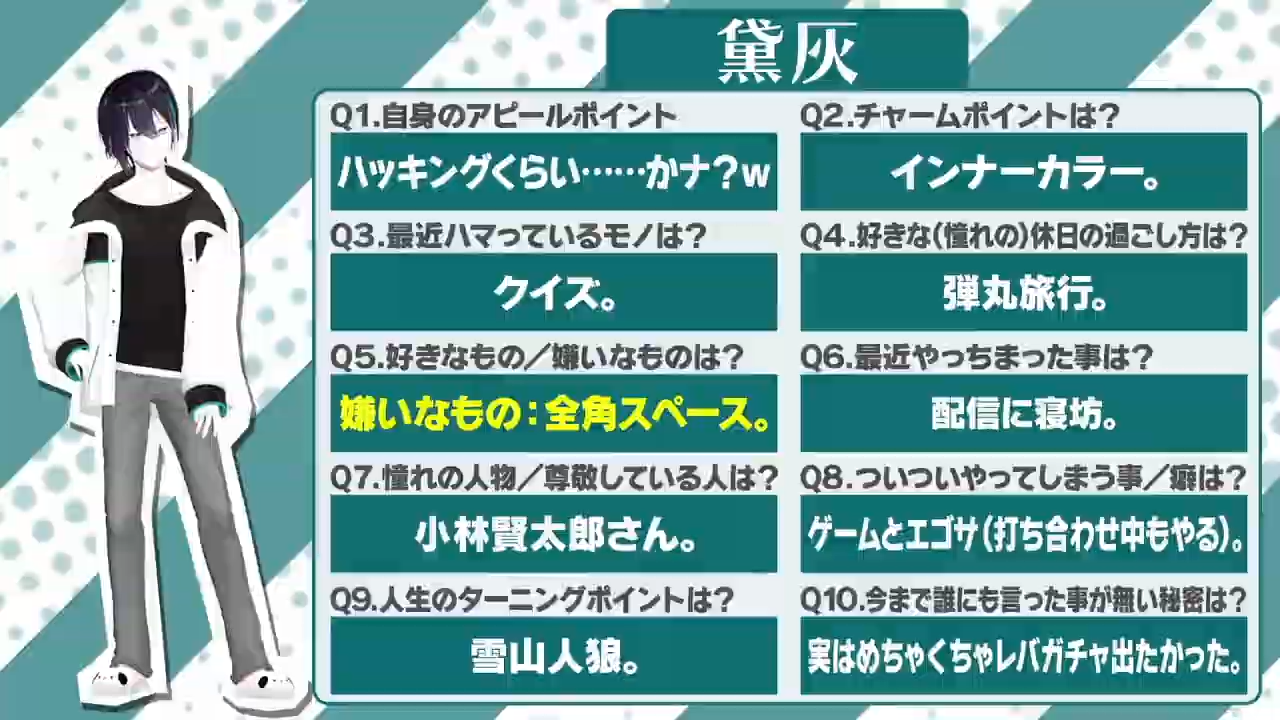 黛灰
Q1.自身のアピールポイント
ハッキングくらい……かナ？w
Q2.チャームポイントは？
インナーカラー。
Q3.最近ハマっているモノは？
クイズ。
Q4.好きな(憧れの)休日の過ごし方は？
弾丸旅行。
Q5.好きなもの／嫌いなものは？
嫌いなもの：全角スペース。
Q6.最近やっちまった事は？
配信に寝坊。
Q7.憧れの人物／尊敬している人は？
小林賢太郎さん。
Q8.ついついやってしまう事／癖は？
ゲームとエゴサ(打ち合わせ中もやる)。
Q9.人生のターニングポイントは？
雪山人狼。
Q10.今まで誰にも言った事が無い秘密は？
実はめちゃくちゃレバガチャ出たかった。